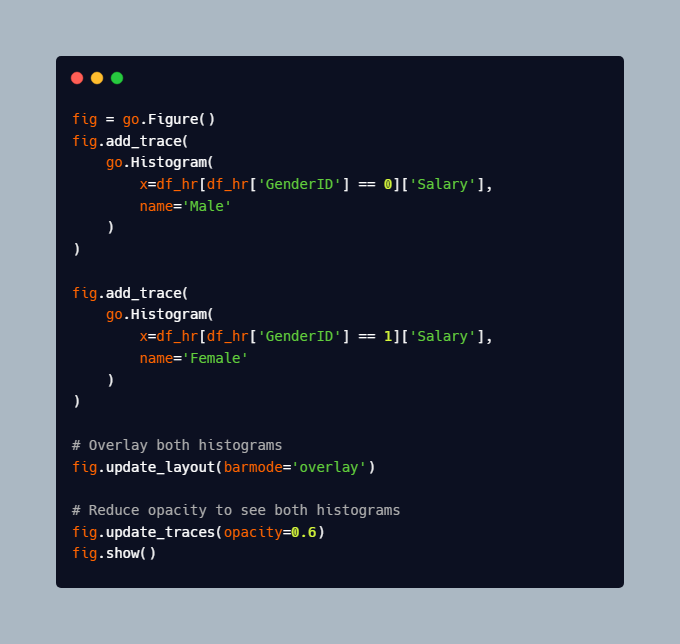 fig = go.Figure()
fig.add_trace(
    go.Histogram(
        x=df_hr[df_hr['GenderID'] == 0]['Salary'],
        name='Male'
    )
)

fig.add_trace(
    go.Histogram(
        x=df_hr[df_hr['GenderID'] == 1]['Salary'],
        name='Female'
    )
)

# Overlay both histograms
fig.update_layout(barmode='overlay')

# Reduce opacity to see both histograms
fig.update_traces(opacity=0.6)
fig.show()